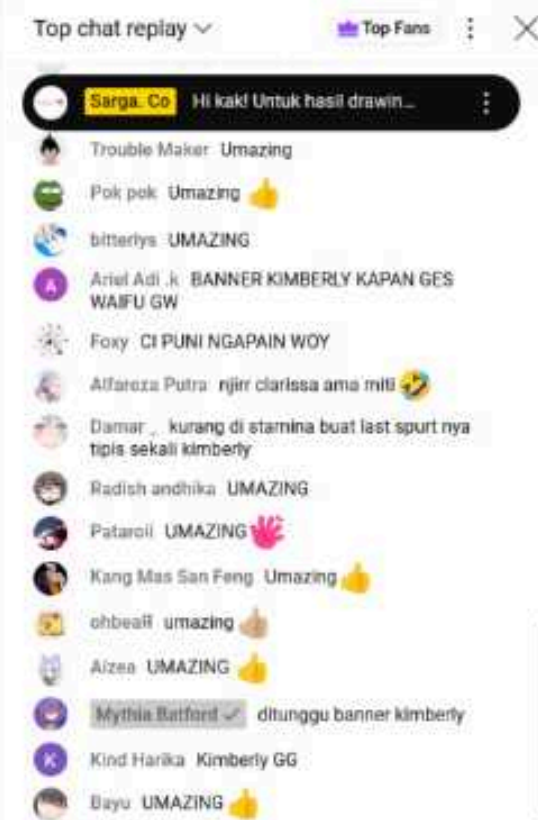 Top chat replay
Top Fans
Sarga. Co Hi kak! Untuk hasil drawin...
Trouble Maker Umazing
Pok pok Umazing 👍
bitterlys UMAZING
Ariel Adi .k BANNER KIMBERLY KAPAN GES
WAIFU GW
Foxy CI PUNI NGAPAIN WOY
Alfareza Putra njirr clarissa ama miti 🤣
Damar _ kurang di stamina buat last spurt nya
tipis sekali kimberly
Radish andhika UMAZING
Pataroii UMAZING
Kang Mas San Feng Umazing 👍
umazing 👍🏼
Aizea UMAZING 👍
Mythia Batford ✓ ditunggu banner kimberly
K Kind Harika Kimberly GG
Bayu UMAZING 👍